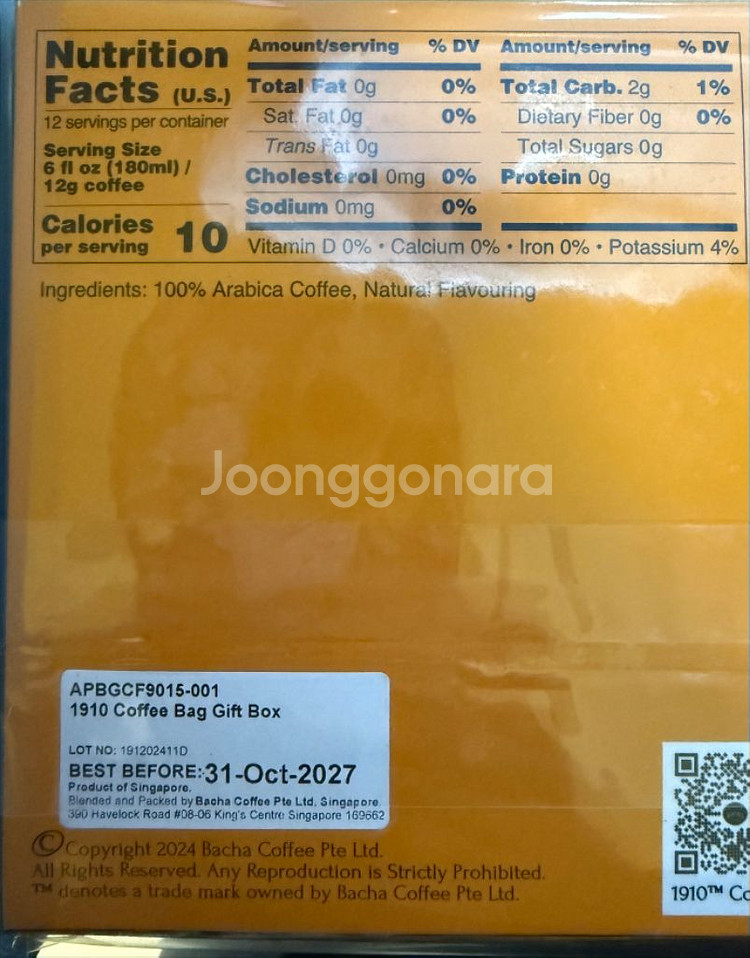 Nutrition
Facts (U.S.)
12 servings per container
Serving Size
6 fl oz (180ml) /
12g coffee
Calories
per serving 10
Amount/serving % DV
Total Fat 0g 0%
Sat. Fat 0g 0%
Trans Fat 0g
Cholesterol 0mg 0%
Sodium 0mg 0%
Amount/serving % DV
Total Carb. 2g 1%
Dietary Fiber 0g 0%
Total Sugars 0g
Protein 0g
Vitamin D 0% • Calcium 0% • Iron 0% • Potassium 4%
Ingredients: 100% Arabica Coffee, Natural Flavouring
Joonggonara
APBGCF9015-001
1910 Coffee Bag Gift Box
LOT NO: 191202411D
BEST BEFORE:31-Oct-2027
Product of Singapore.
Blended and Packed by Bacha Coffee Pte Ltd, Singapore.
390 Havelock Road #08-06 King's Centre Singapore 169662
©Copyright 2024 Bacha Coffee Pte Ltd.
All Rights Reserved. Any Reproduction is Strictly Prohibited.
™ denotes a trade mark owned by Bacha Coffee Pte Ltd.
1910™ Co